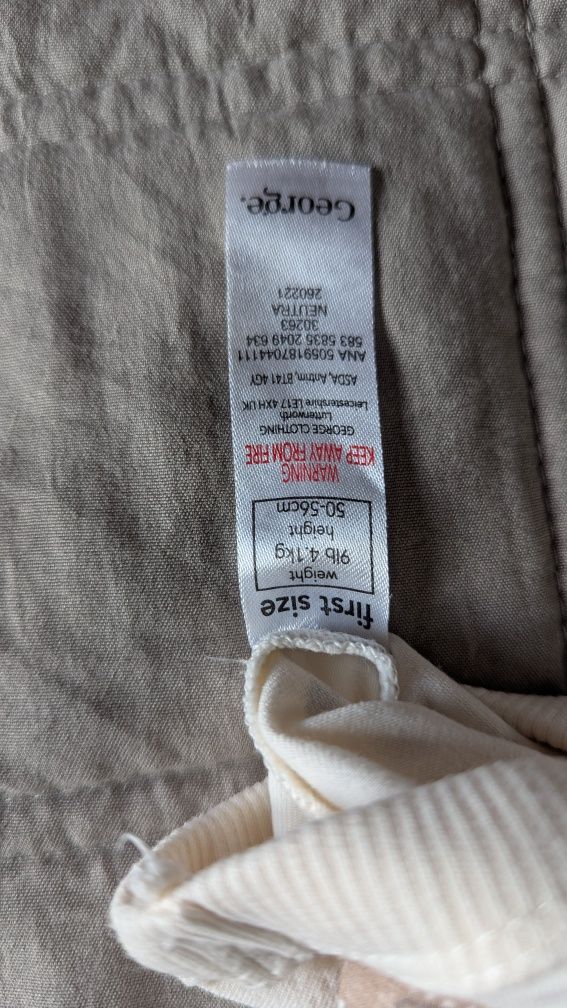 first size
weight
9lb 4.1kg
height
50-56cm
WARNING
KEEP AWAY FROM FIRE
GEORGE CLOTHING
Lutterworth
Leicestershire LE17 4XH UK
ASDA, Antrim, BT41 4GY
ANA 5059187044111
583 5835 2049 634
30263
NEUTRA
260221
George.